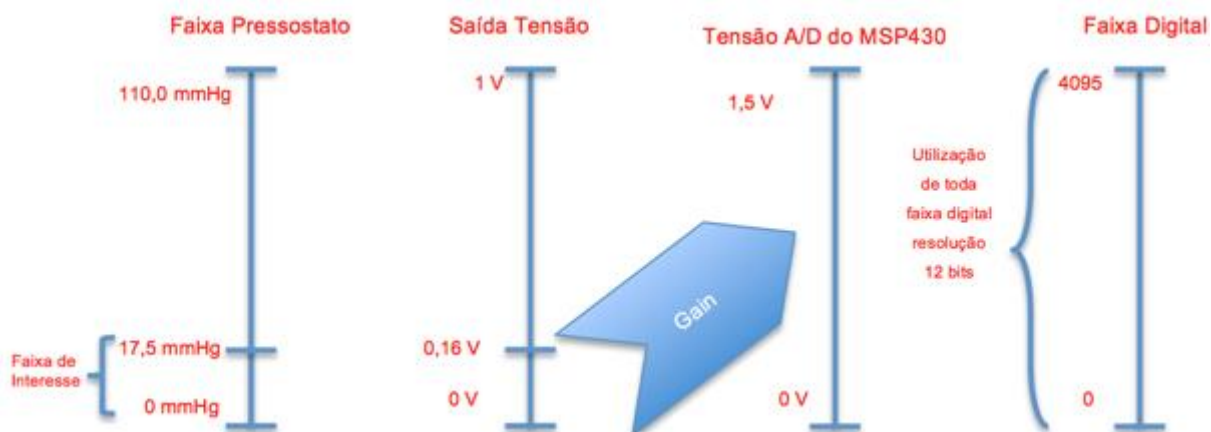 Faixa Pressostato
Saída Tensão
Tensão A/D do MSP430
Faixa Digital
110,0 mmHg
1 V
1,5 V
4095
Utilização
de toda
faixa digital
resolução
12 bits
Gain
17,5 mmHg
0,16 V
Faixa de
Interesse
0 mmHg
0 V
0 V
0